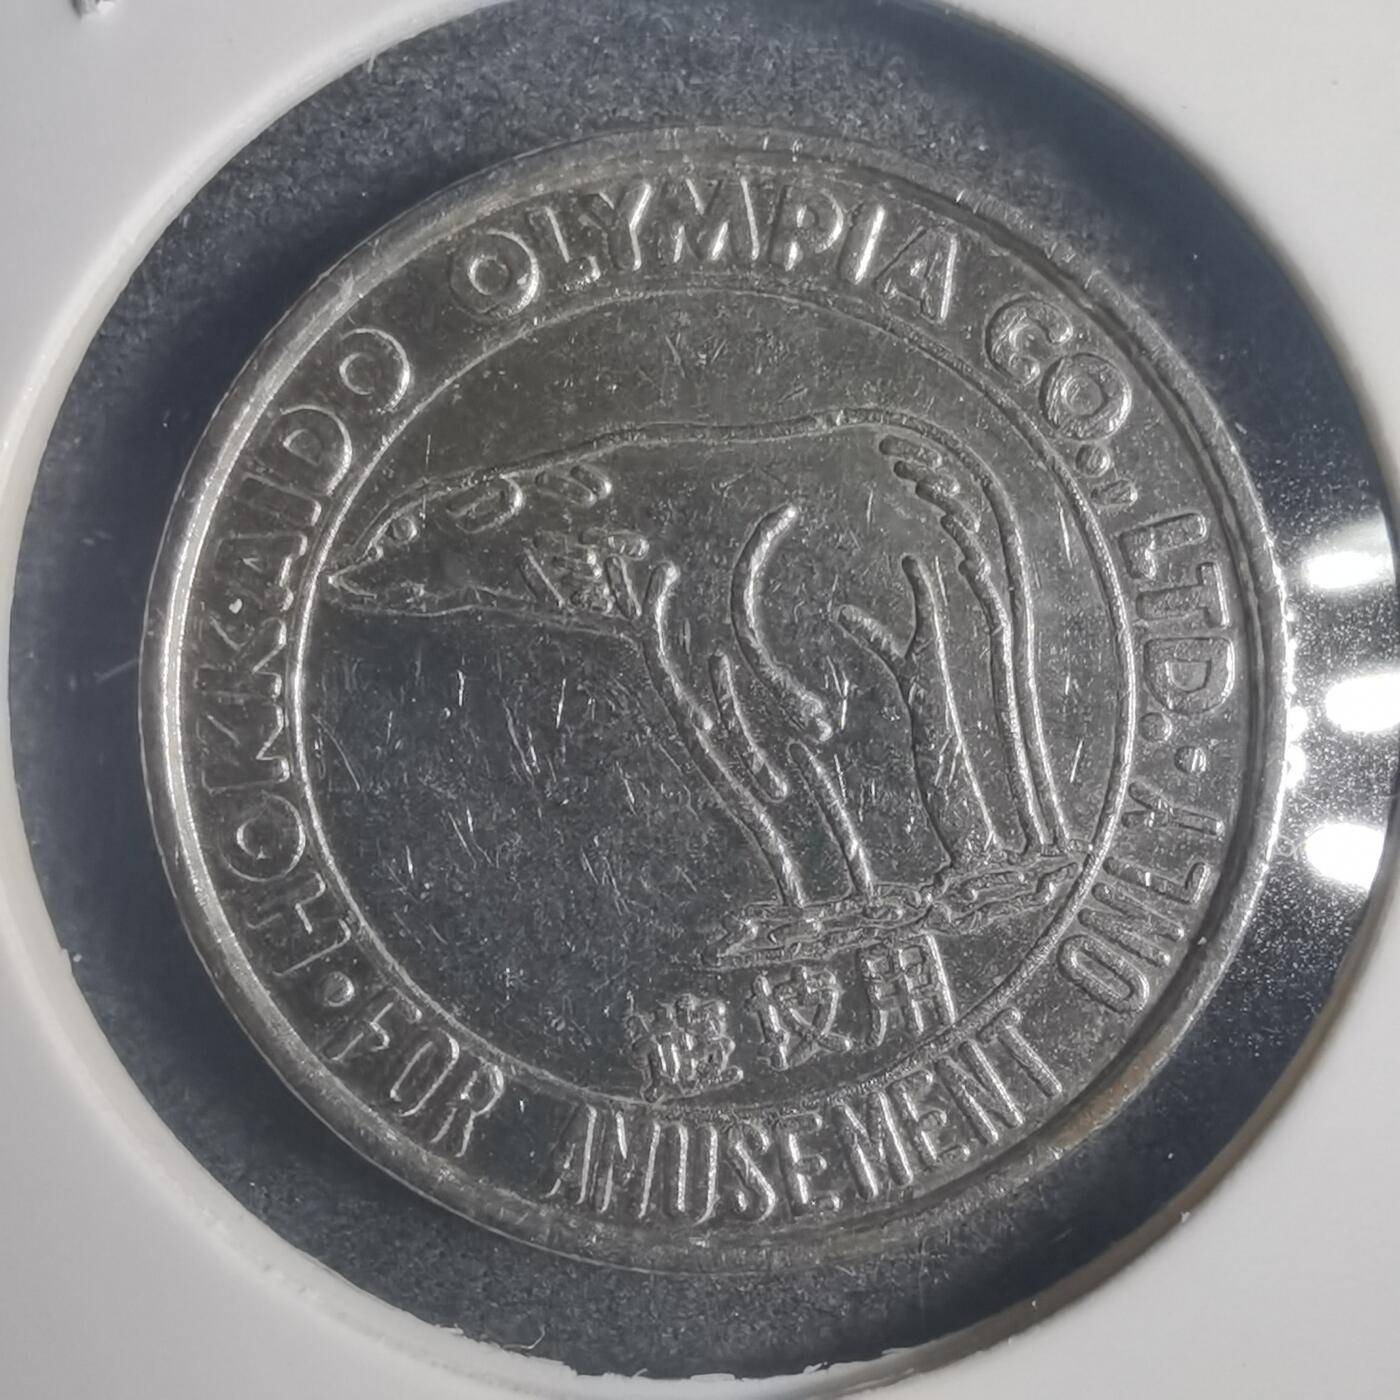 HOKKAIDO OLYMPIA CO., LTD.
遊技用
FOR AMUSEMENT ONLY